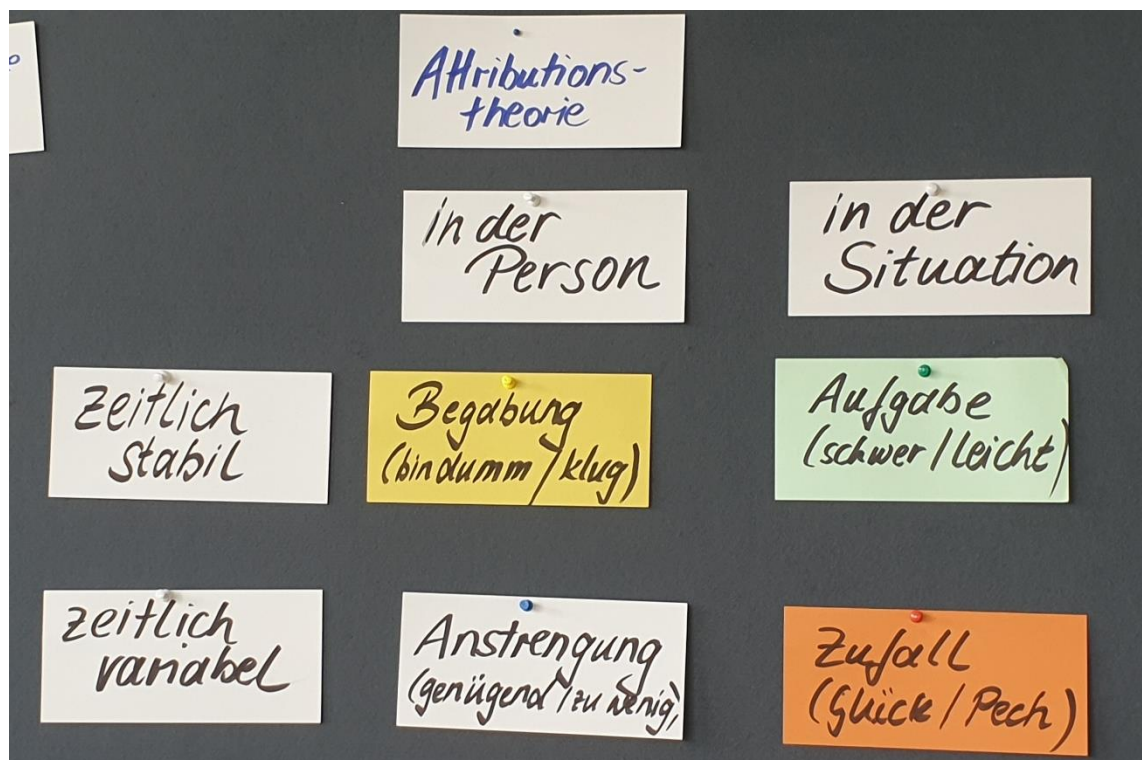 Attributions-
theorie
in der
Person
in der
Situation
zeitlich
stabil
Begabung
(bin dumm / klug)
Aufgabe
(schwer / leicht)
zeitlich
variabel
Anstrengung
(genügend / zu wenig)
Zufall
(Glück / Pech)